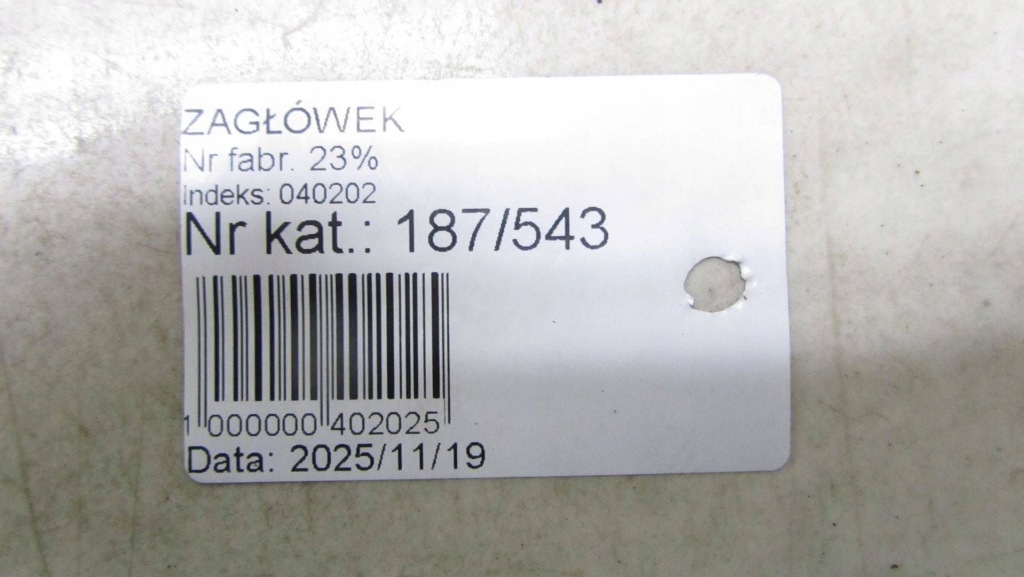 ZAGŁÓWEK
Nr fabr. 23%
Indeks: 040202
Nr kat.: 187/543
1 000000 402025
Data: 2025/11/19